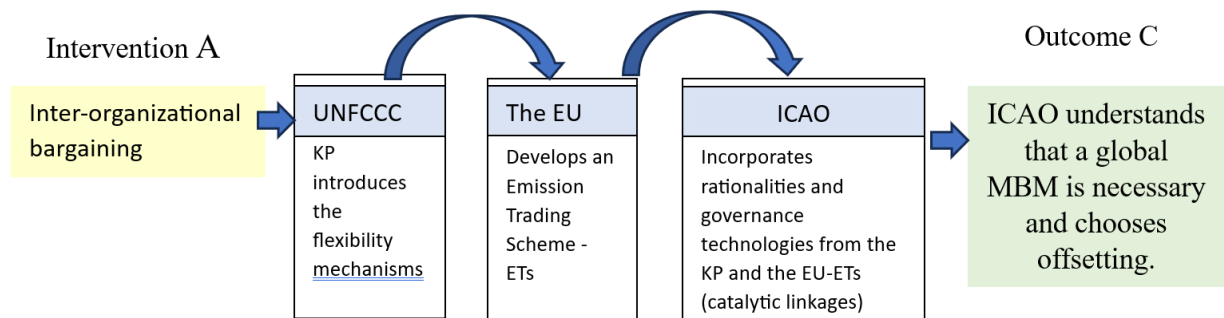 Intervention A
Inter-organizational
bargaining
UNFCCC
KP
introduces
the
flexibility
mechanisms
The EU
Develops an
Emission
Trading
Scheme -
ETs
ICAO
Incorporates
rationalities and
governance
technologies from the
KP and the EU-ETs
(catalytic linkages)
Outcome C
ICAO understands
that a global
MBM is necessary
and chooses
offsetting.